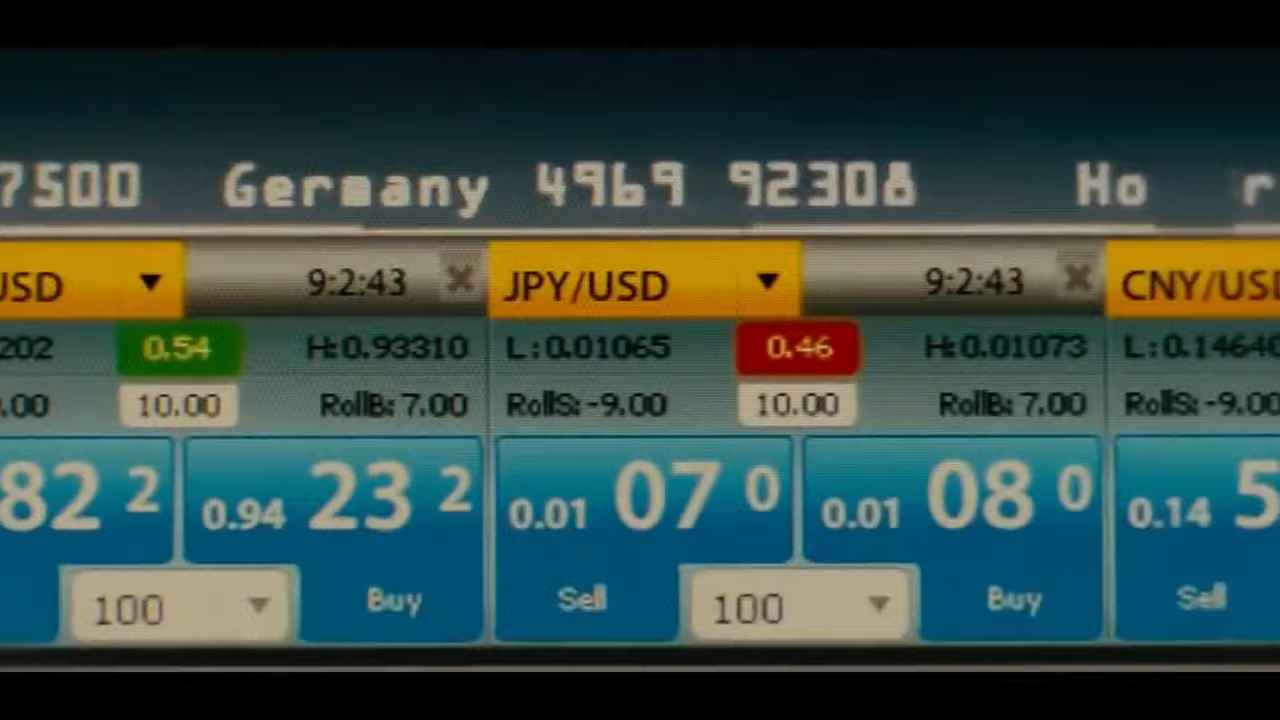 7500 Germany 4969 92308 Ho r
USD 9:2:43 JPY/USD 9:2:43 CNY/USD
202 0.54 H:0.93310 L:0.01065 0.46 H:0.01073 L:0.14640
.00 10.00 RollB: 7.00 RollS: -9.00 10.00 RollB: 7.00 RollS: -9.00
82 2 0.94 23 2 0.01 07 0 0.01 08 0 0.14 5
100 Buy Sell 100 Buy Sell